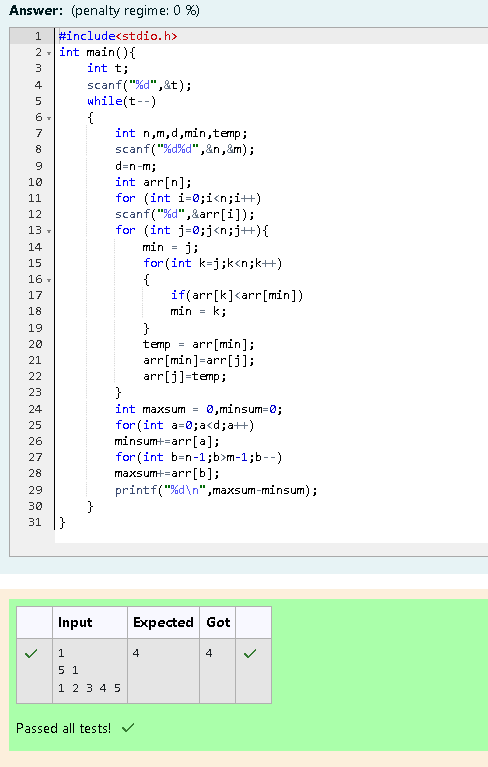 Answer: (penalty regime: 0 %)
1 #include<stdio.h>
2 int main(){
3 int t;
4 scanf("%d",&t);
5 while(t--)
6 {
7 int n,m,d,min,temp;
8 scanf("%d%d",&n,&m);
9 d=n-m;
10 int arr[n];
11 for (int i=0;i<n;i++)
12 scanf("%d",&arr[i]);
13 for (int j=0;j<n;j++){
14 min = j;
15 for(int k=j;k<n;k++)
16 {
17 if(arr[k]<arr[min])
18 min = k;
19 }
20 temp = arr[min];
21 arr[min]=arr[j];
22 arr[j]=temp;
23 }
24 int maxsum = 0,minsum=0;
25 for(int a=0;a<d;a++)
26 minsum+=arr[a];
27 for(int b=n-1;b>m-1;b--)
28 maxsum+=arr[b];
29 printf("%d\n",maxsum-minsum);
30 }
31 }
Input Expected Got
1 4 4
5 1
1 2 3 4 5
Passed all tests!